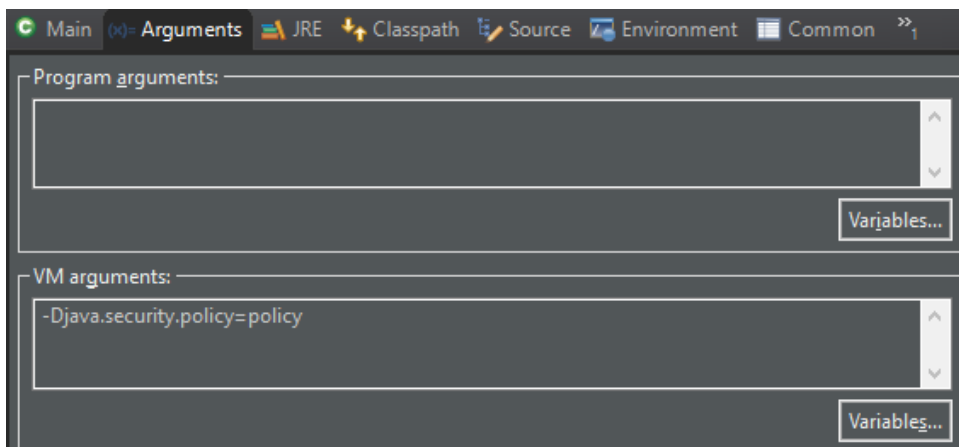 Main (x)= Arguments JRE Classpath Source Environment Common »1
Program arguments:
Variables...
VM arguments:
-Djava.security.policy=policy
Variables...